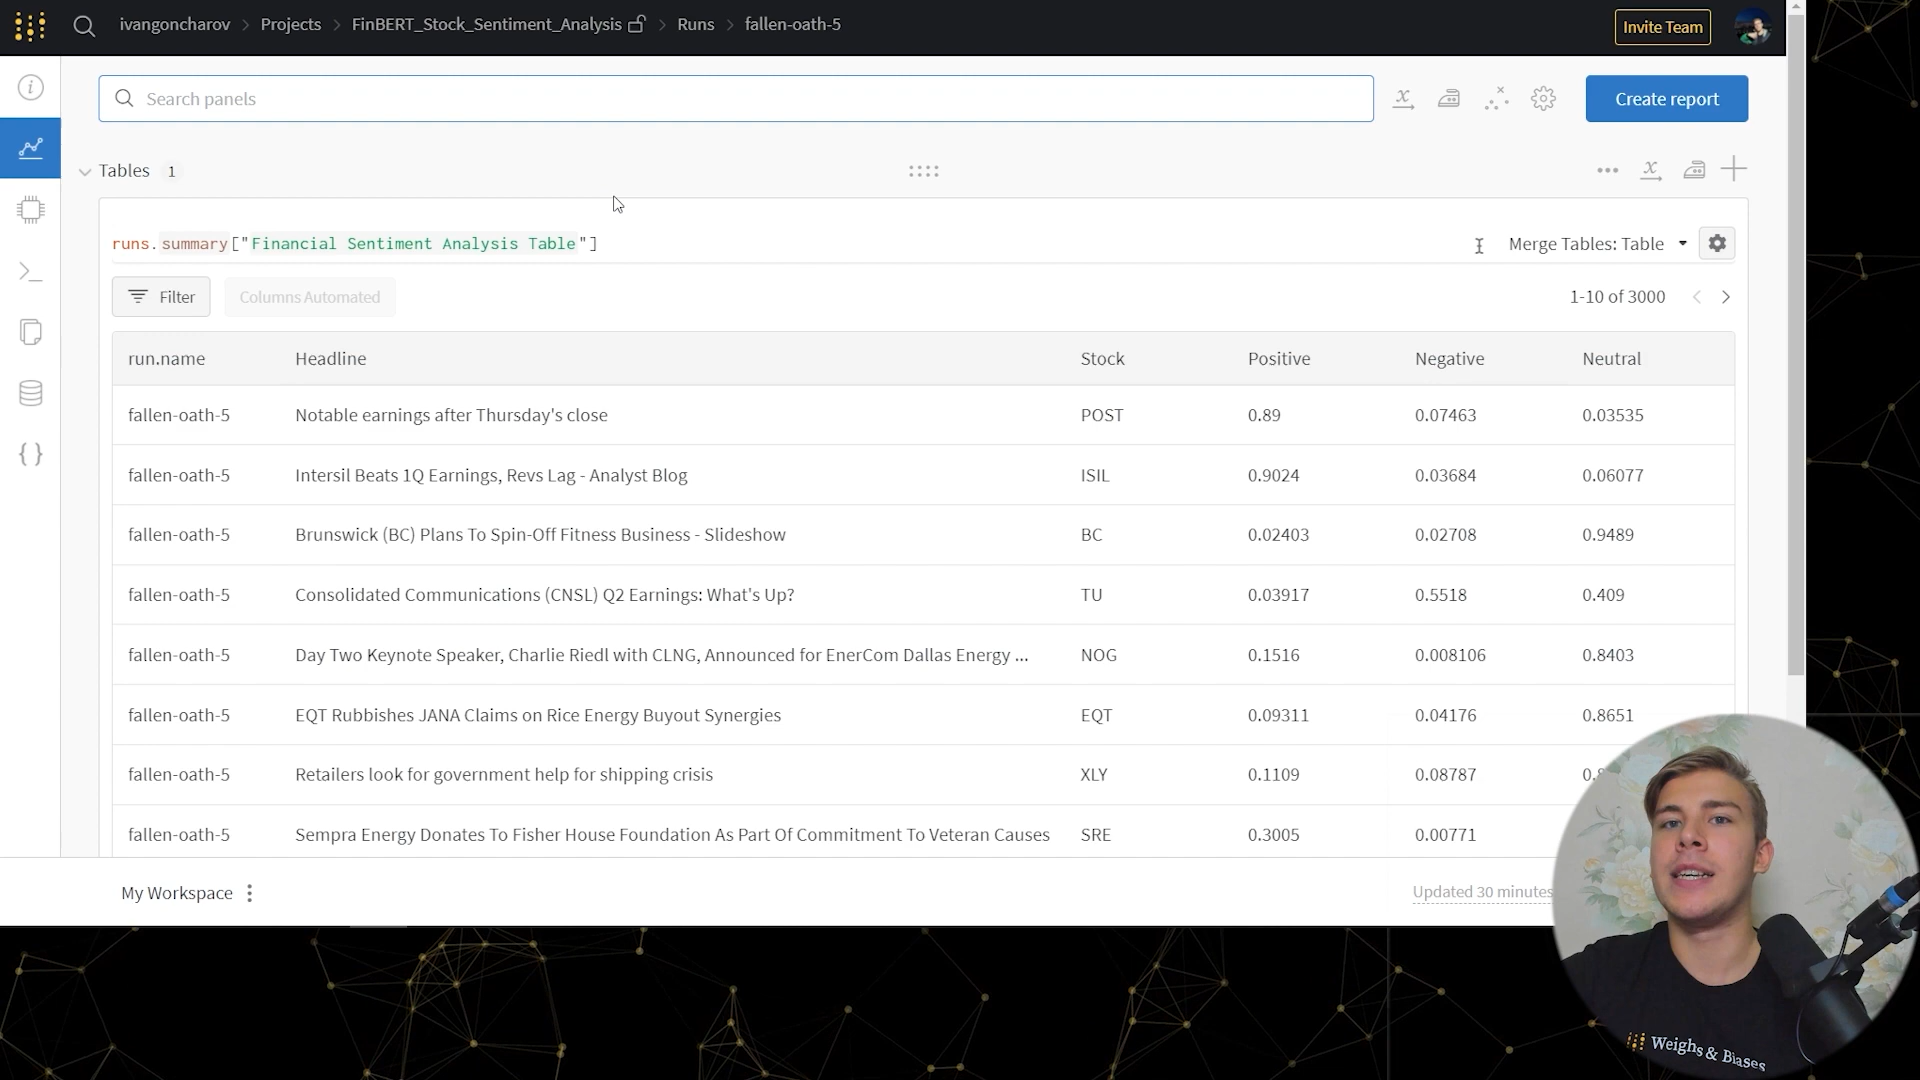 ivangoncharov > Projects > FinBERT_Stock_Sentiment_Analysis > Runs > fallen-oath-5
Invite Team
Search panels
Create report
Tables 1
runs.summary["Financial Sentiment Analysis Table"]
Merge Tables: Table
Filter
Columns Automated
1-10 of 3000
run.name Headline Stock Positive Negative Neutral
fallen-oath-5 Notable earnings after Thursday's close POST 0.89 0.07463 0.03535
fallen-oath-5 Intersil Beats 1Q Earnings, Revs Lag - Analyst Blog ISIL 0.9024 0.03684 0.06077
fallen-oath-5 Brunswick (BC) Plans To Spin-Off Fitness Business - Slideshow BC 0.02403 0.02708 0.9489
fallen-oath-5 Consolidated Communications (CNSL) Q2 Earnings: What's Up? TU 0.03917 0.5518 0.409
fallen-oath-5 Day Two Keynote Speaker, Charlie Riedl with CLNG, Announced for EnerCom Dallas Energy ... NOG 0.1516 0.008106 0.8403
fallen-oath-5 EQT Rubbishes JANA Claims on Rice Energy Buyout Synergies EQT 0.09311 0.04176 0.8651
fallen-oath-5 Retailers look for government help for shipping crisis XLY 0.1109 0.08787
fallen-oath-5 Sempra Energy Donates To Fisher House Foundation As Part Of Commitment To Veteran Causes SRE 0.3005 0.00771
My Workspace
Updated 30 minutes
Weighs & Biases